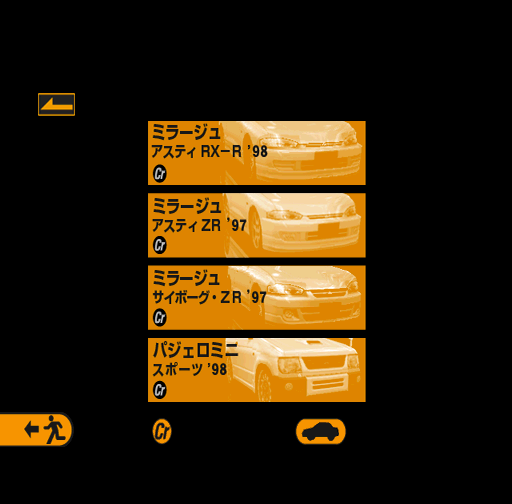 ミラージュ
アスティ RX-R '98
Cr
ミラージュ
アスティ ZR '97
Cr
ミラージュ
サイボーグ・ZR '97
Cr
パジェロミニ
スポーツ '98
Cr
Cr